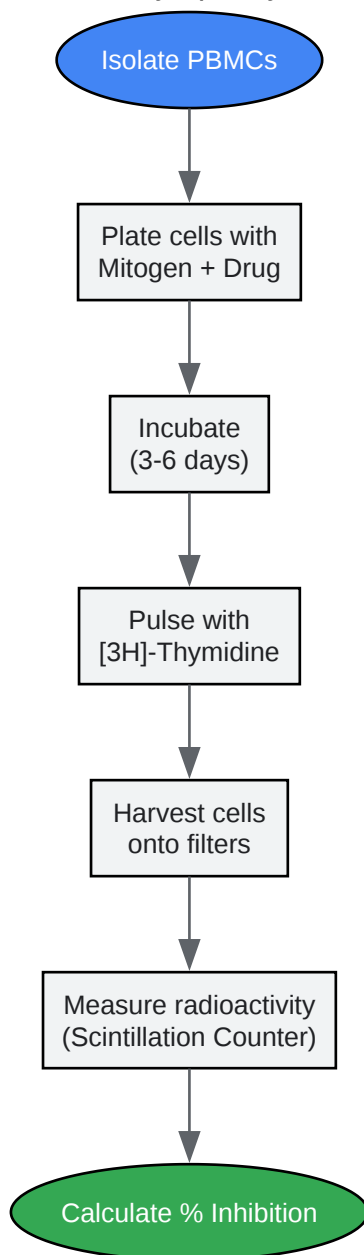 Isolate PBMCs
Plate cells with
Mitogen + Drug
Incubate
(3-6 days)
Pulse with
[3H]-Thymidine
Harvest cells
onto filters
Measure radioactivity
(Scintillation Counter)
Calculate % Inhibition